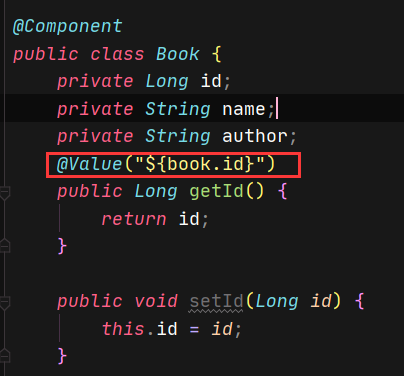 @Component
public class Book {
    private Long id;
    private String name;
    private String author;
    @Value("${book.id}")
    public Long getId() {
        return id;
    }

    public void setId(Long id) {
        this.id = id;
    }